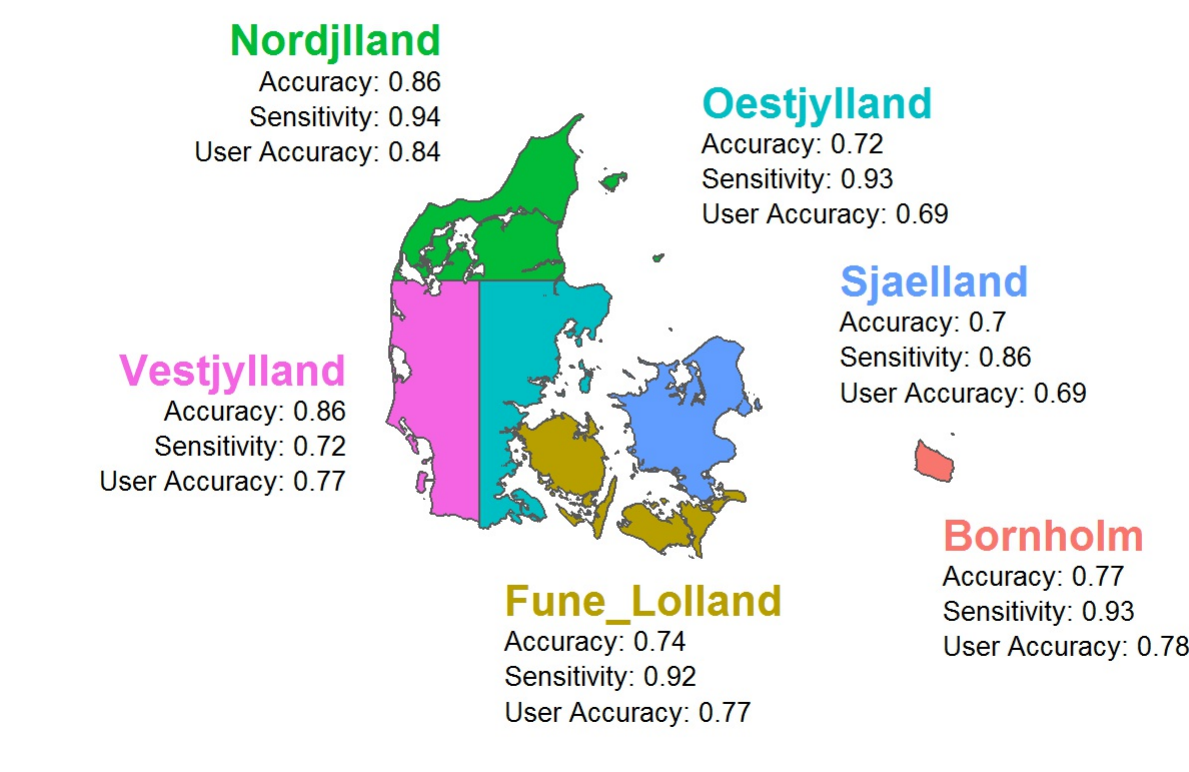 Nordjlland
Accuracy: 0.86
Sensitivity: 0.94
User Accuracy: 0.84
Oestjylland
Accuracy: 0.72
Sensitivity: 0.93
User Accuracy: 0.69
Sjaelland
Accuracy: 0.7
Sensitivity: 0.86
User Accuracy: 0.69
Vestjylland
Accuracy: 0.86
Sensitivity: 0.72
User Accuracy: 0.77
Bornholm
Accuracy: 0.77
Sensitivity: 0.93
User Accuracy: 0.78
Fune_Lolland
Accuracy: 0.74
Sensitivity: 0.92
User Accuracy: 0.77